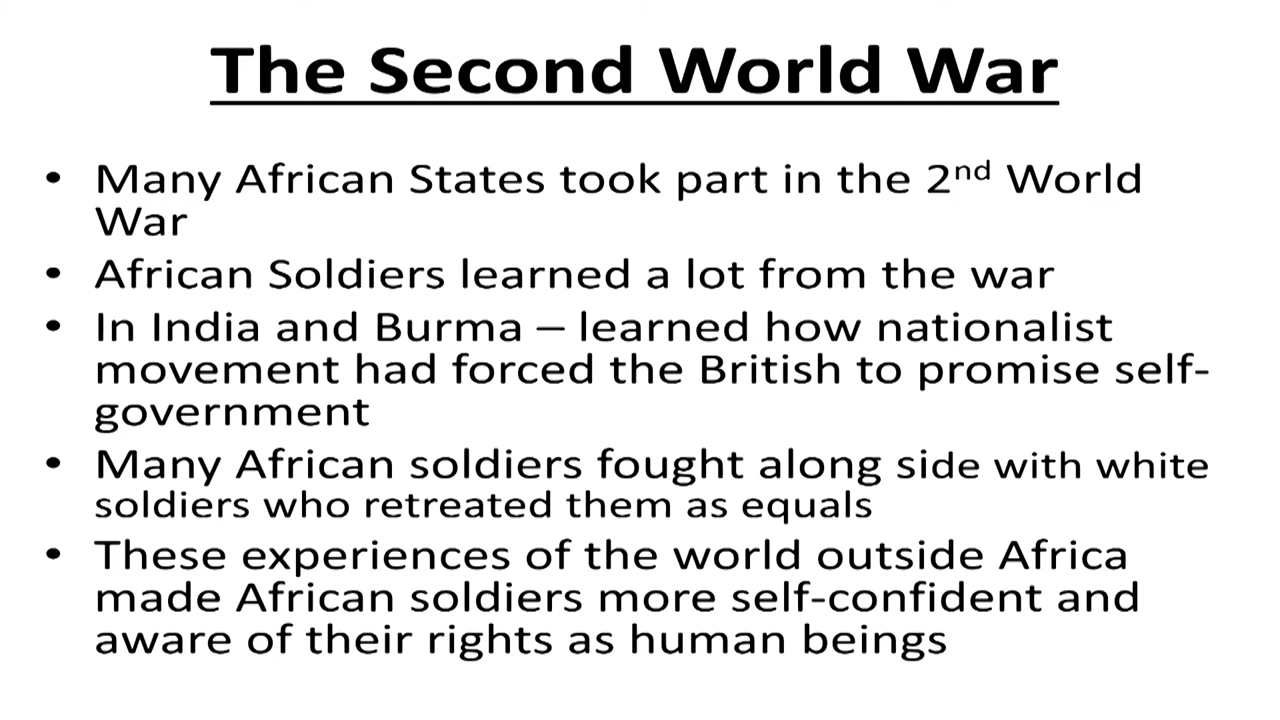 The Second World War
• Many African States took part in the 2nd World
War
• African Soldiers learned a lot from the war
• In India and Burma – learned how nationalist
movement had forced the British to promise self-
government
• Many African soldiers fought along side with white
soldiers who retreated them as equals
• These experiences of the world outside Africa
made African soldiers more self-confident and
aware of their rights as human beings